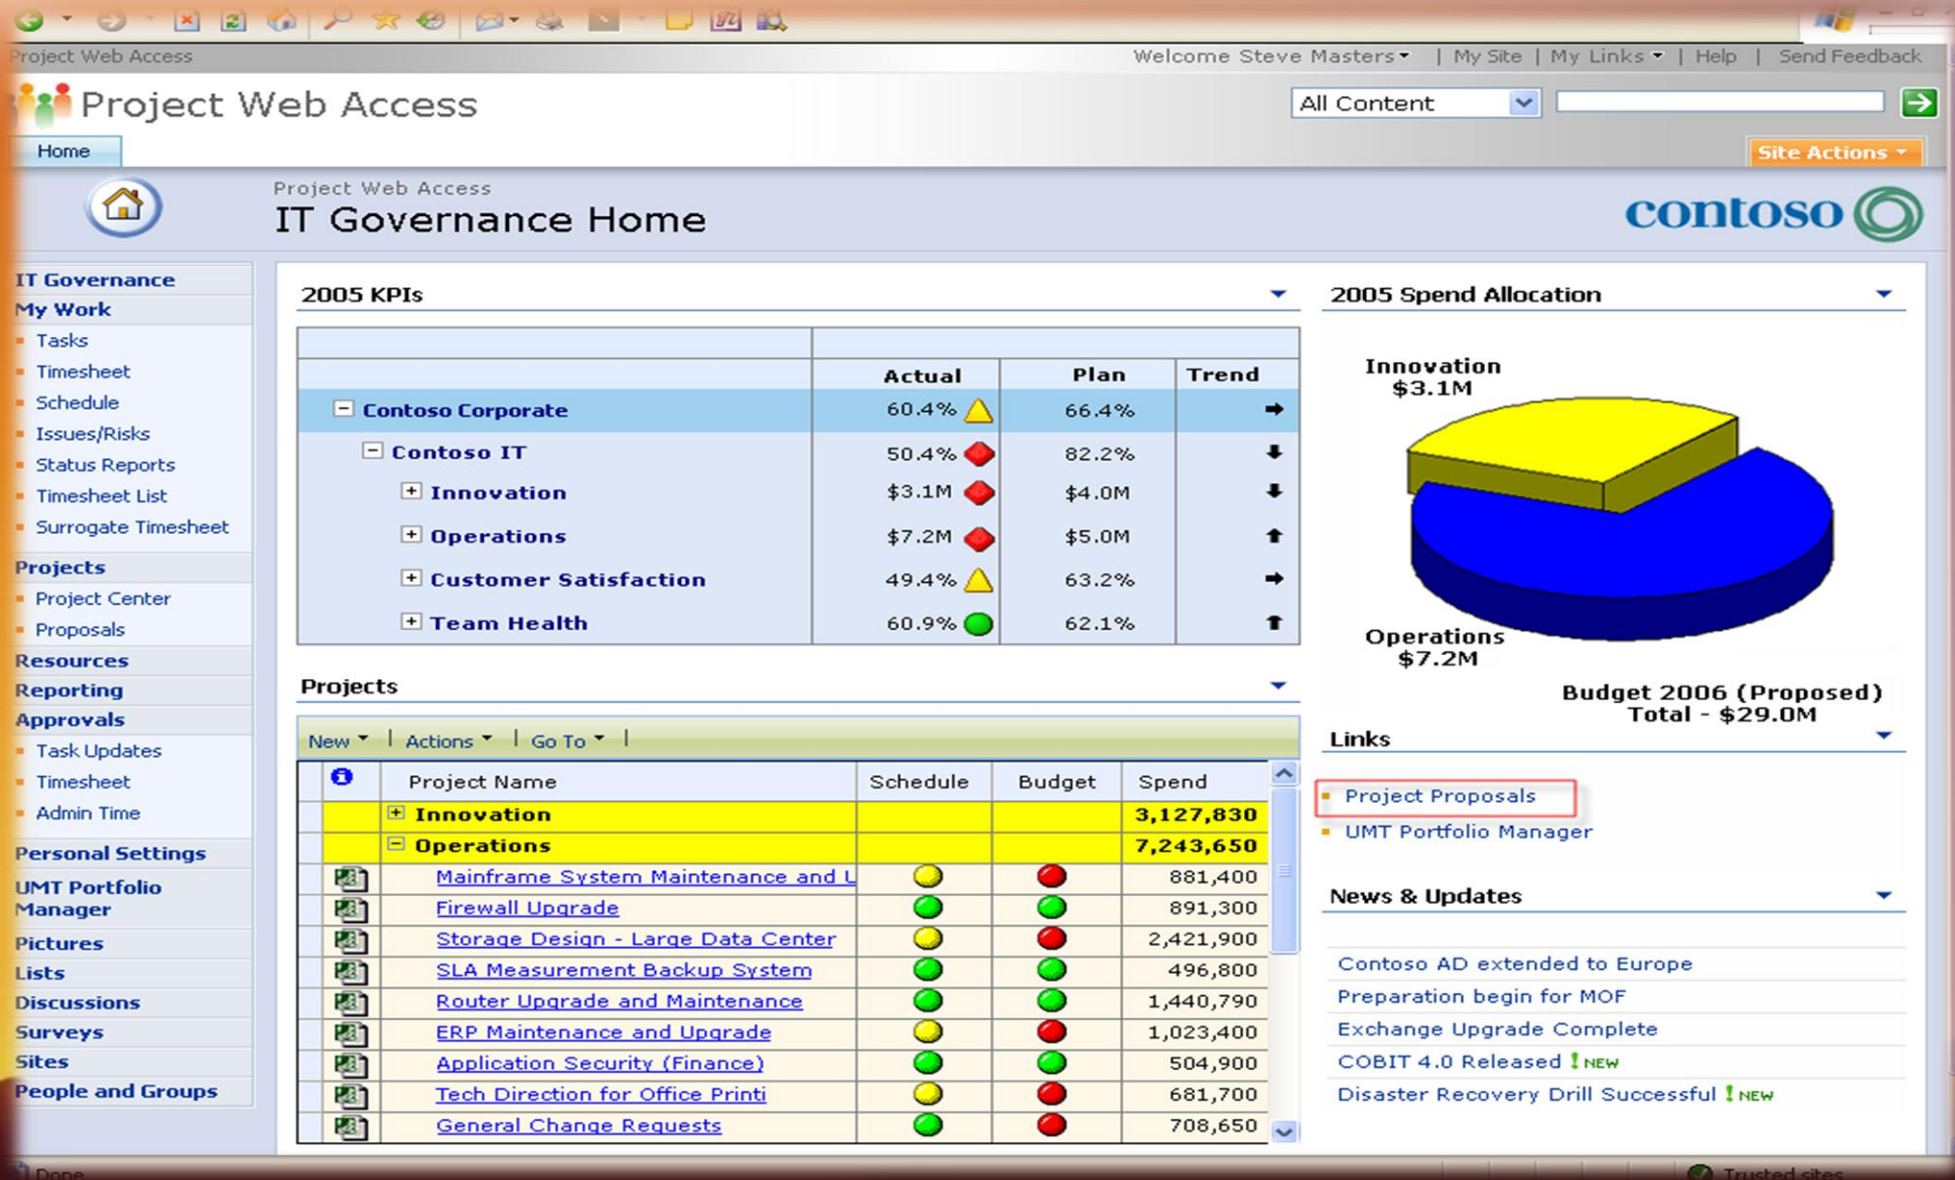 Project Web Access
Welcome Steve Masters | My Site | My Links | Help | Send Feedback
Project Web Access
All Content
Home
Site Actions
Project Web Access
IT Governance Home
contoso
IT Governance
My Work
Tasks
Timesheet
Schedule
Issues/Risks
Status Reports
Timesheet List
Surrogate Timesheet
Projects
Project Center
Proposals
Resources
Reporting
Approvals
Task Updates
Timesheet
Admin Time
Personal Settings
UMT Portfolio
Manager
Pictures
Lists
Discussions
Surveys
Sites
People and Groups
2005 KPIs
Actual Plan Trend
Contoso Corporate 60.4% 66.4%
Contoso IT 50.4% 82.2%
Innovation $3.1M $4.0M
Operations $7.2M $5.0M
Customer Satisfaction 49.4% 63.2%
Team Health 60.9% 62.1%
Projects
New | Actions | Go To |
Project Name Schedule Budget Spend
Innovation 3,127,830
Operations 7,243,650
Mainframe System Maintenance and U 881,400
Firewall Upgrade 891,300
Storage Design - Large Data Center 2,421,900
SLA Measurement Backup System 496,800
Router Upgrade and Maintenance 1,440,790
ERP Maintenance and Upgrade 1,023,400
Application Security (Finance) 504,900
Tech Direction for Office Printi 681,700
General Change Requests 708,650
2005 Spend Allocation
Innovation
$3.1M
Operations
$7.2M
Budget 2006 (Proposed)
Total - $29.0M
Links
Project Proposals
UMT Portfolio Manager
News & Updates
Contoso AD extended to Europe
Preparation begin for MOF
Exchange Upgrade Complete
COBIT 4.0 Released ! NEW
Disaster Recovery Drill Successful ! NEW
Done
Trusted sites